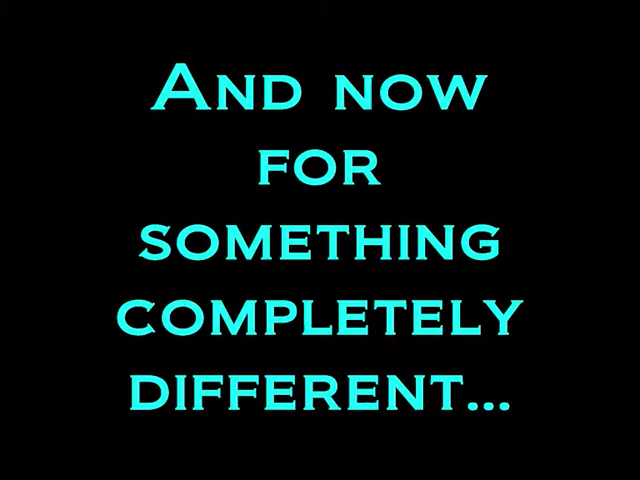 And now
for
something
completely
different...